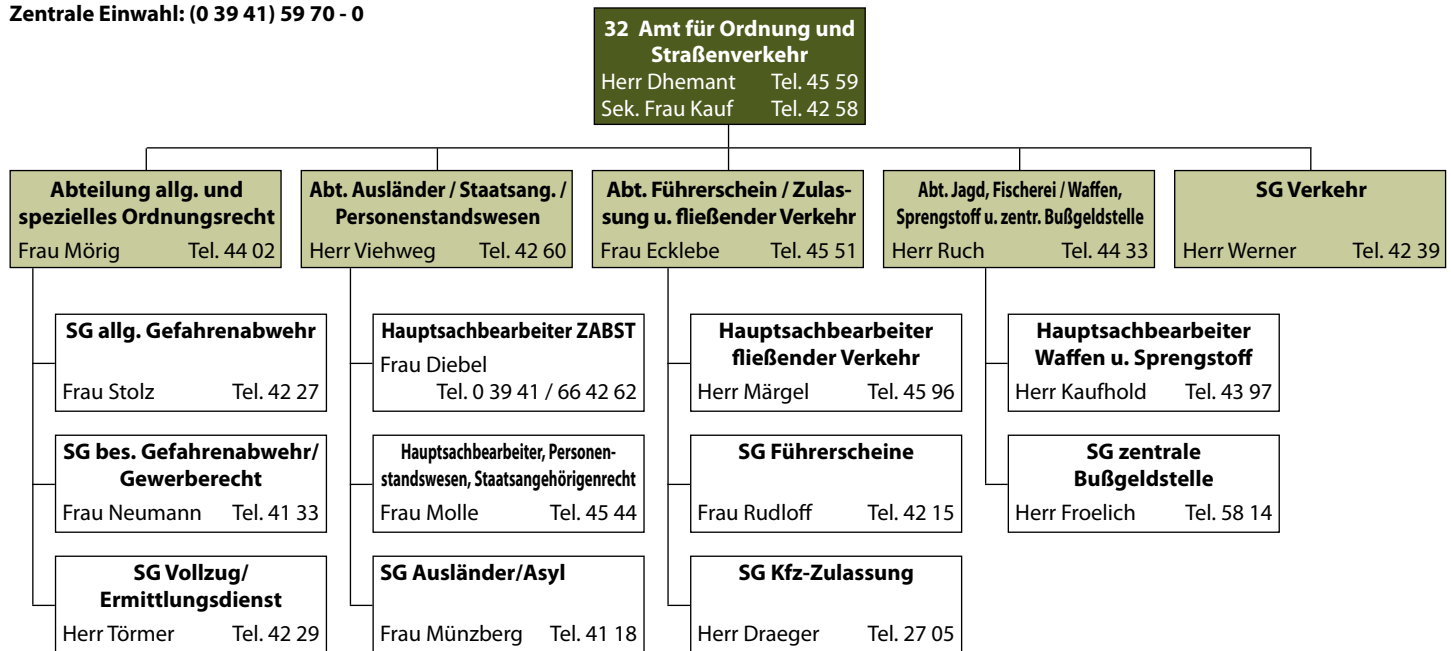 Zentrale Einwahl: (0 39 41) 59 70 - 0
32 Amt für Ordnung und
Straßenverkehr
Herr Dhemant Tel. 45 59
Sek. Frau Kauf Tel. 42 58
Abteilung allg. und
spezielles Ordnungsrecht
Frau Mörig Tel. 44 02
Abt. Ausländer / Staatsang. /
Personenstandswesen
Herr Viehweg Tel. 42 60
Abt. Führerschein / Zulas-
sung u. fließender Verkehr
Frau Ecklebe Tel. 45 51
Abt. Jagd, Fischerei / Waffen,
Sprengstoff u. zentr. Bußgeldstelle
Herr Ruch Tel. 44 33
SG Verkehr
Herr Werner Tel. 42 39
SG allg. Gefahrenabwehr
Frau Stolz Tel. 42 27
Hauptsachbearbeiter ZABST
Frau Diebel
Tel. 0 39 41 / 66 42 62
Hauptsachbearbeiter
fließender Verkehr
Herr Märgel Tel. 45 96
Hauptsachbearbeiter
Waffen u. Sprengstoff
Herr Kaufhold Tel. 43 97
SG bes. Gefahrenabwehr/
Gewerberecht
Frau Neumann Tel. 41 33
Hauptsachbearbeiter, Personen-
standswesen, Staatsangehörigenrecht
Frau Molle Tel. 45 44
SG Führerscheine
Frau Rudloff Tel. 42 15
SG zentrale
Bußgeldstelle
Herr Froelich Tel. 58 14
SG Vollzug/
Ermittlungsdienst
Herr Törmer Tel. 42 29
SG Ausländer/Asyl
Frau Münzberg Tel. 41 18
SG Kfz-Zulassung
Herr Draeger Tel. 27 05